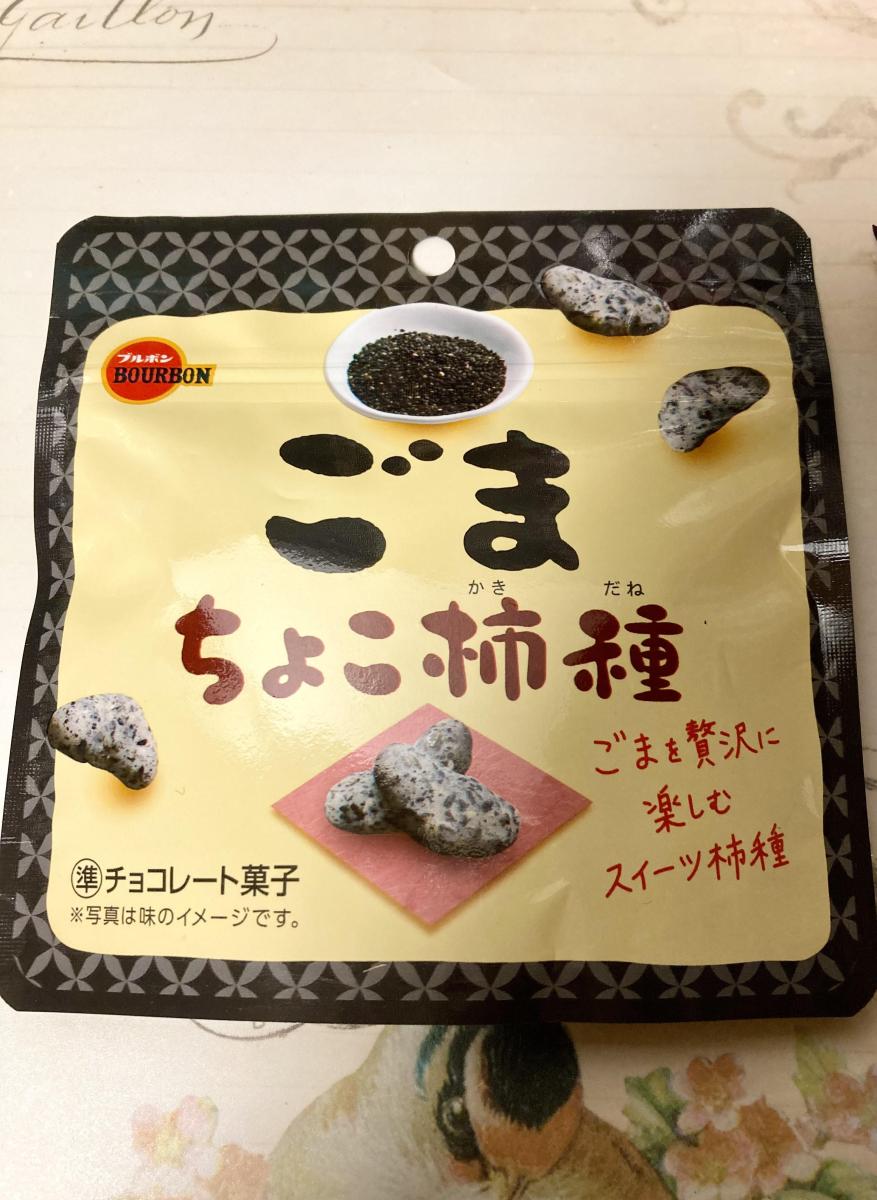 Gaillon
ブルボン
BOURBON
ごま
かき だね
ちょこ柿種
ごまを贅沢に
楽しむ
スイーツ柿種
準チョコレート菓子
※写真は味のイメージです。